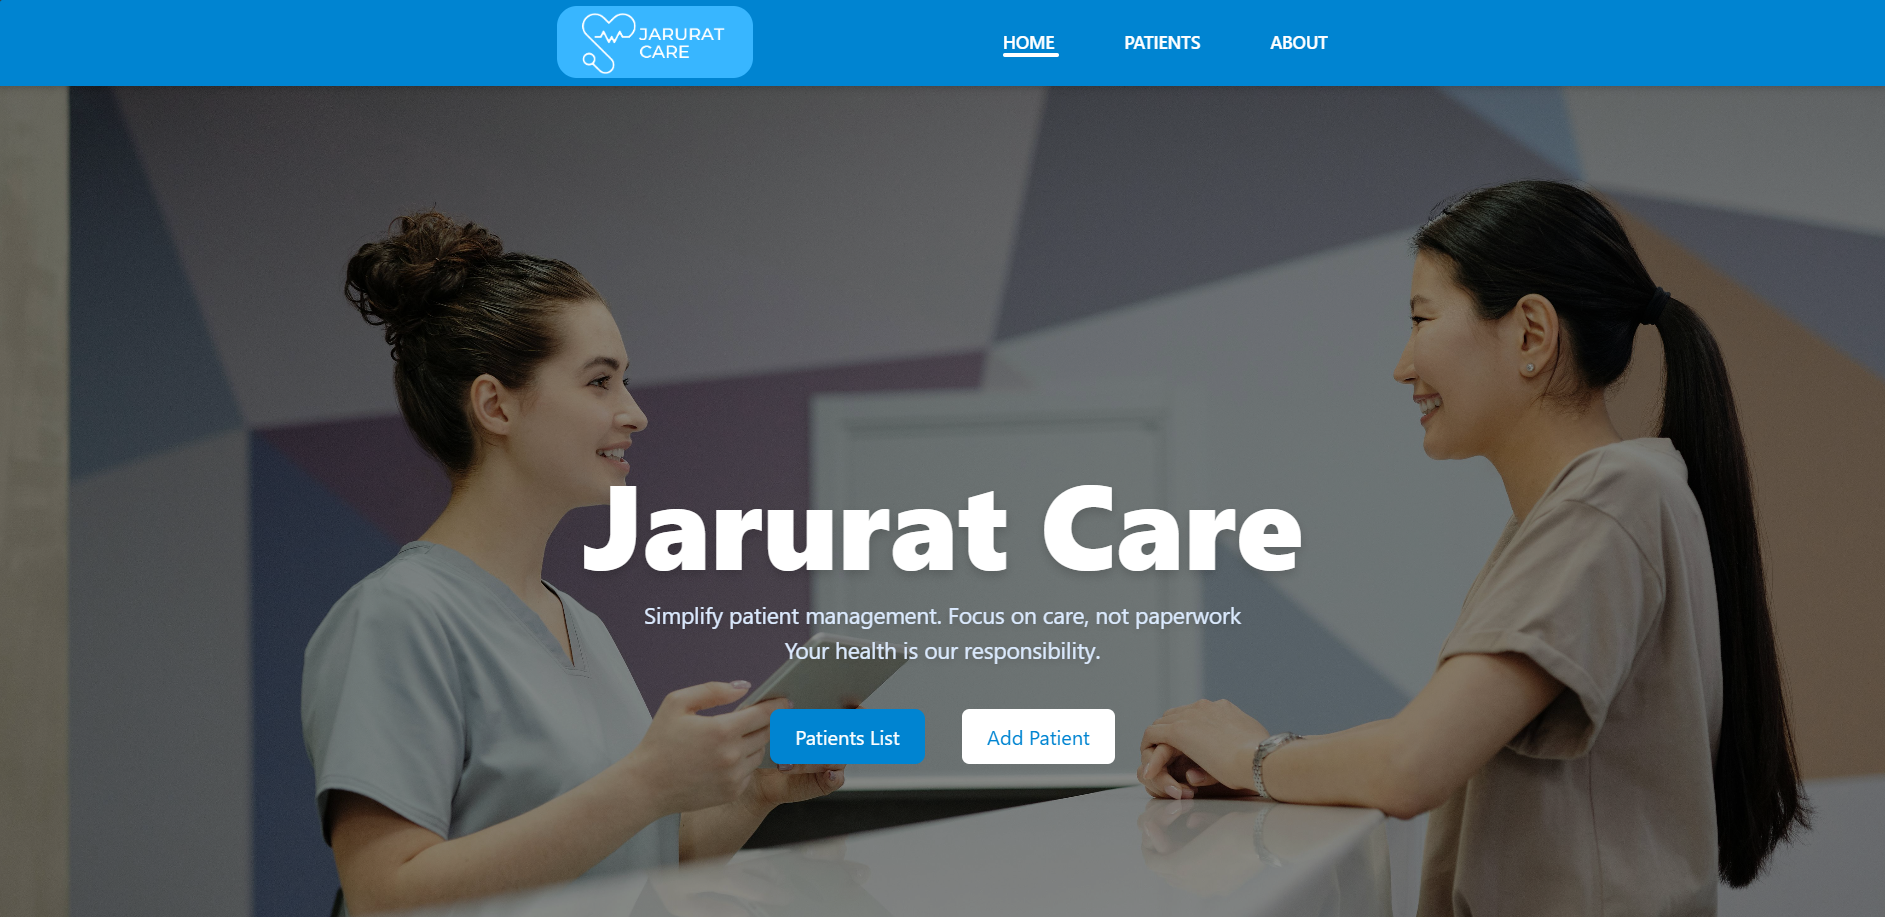 JARURAT
CARE
HOME
PATIENTS
ABOUT
Jarurat Care
Simplify patient management. Focus on care, not paperwork
Your health is our responsibility.
Patients List
Add Patient